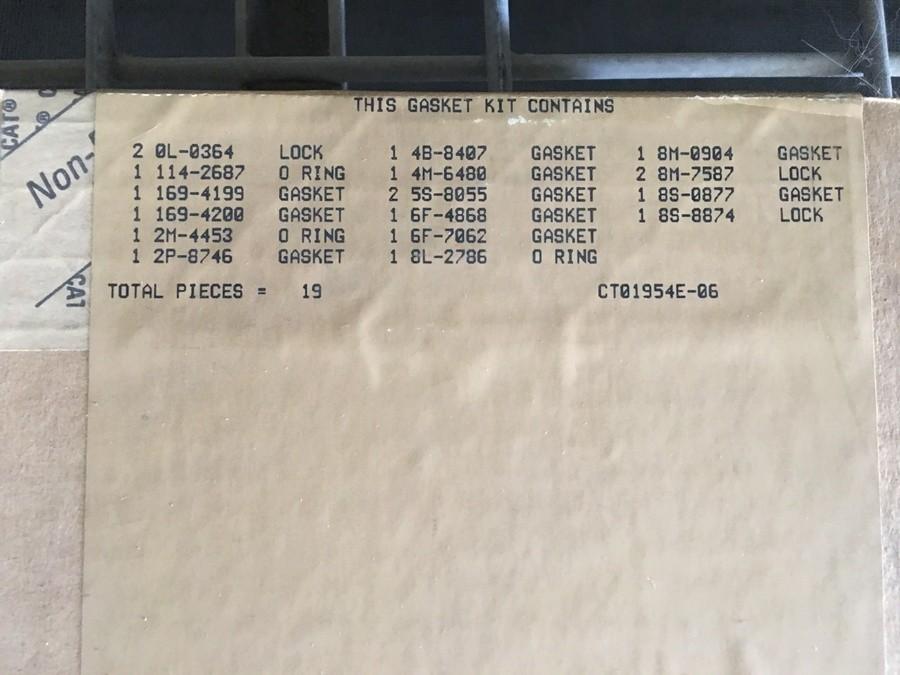 THIS GASKET KIT CONTAINS
2 0L-0364 LOCK 1 4B-8407 GASKET 1 8M-0904 GASKET
1 114-2687 O RING 1 4M-6480 GASKET 2 8M-7587 LOCK
1 169-4199 GASKET 2 5S-8055 GASKET 1 8S-0877 GASKET
1 169-4200 GASKET 1 6F-4868 GASKET 1 8S-8874 LOCK
1 2M-4453 O RING 1 6F-7062 GASKET
1 2P-8746 GASKET 1 8L-2786 O RING
TOTAL PIECES = 19 CT01954E-06
CAT®
®
Non-
CAT